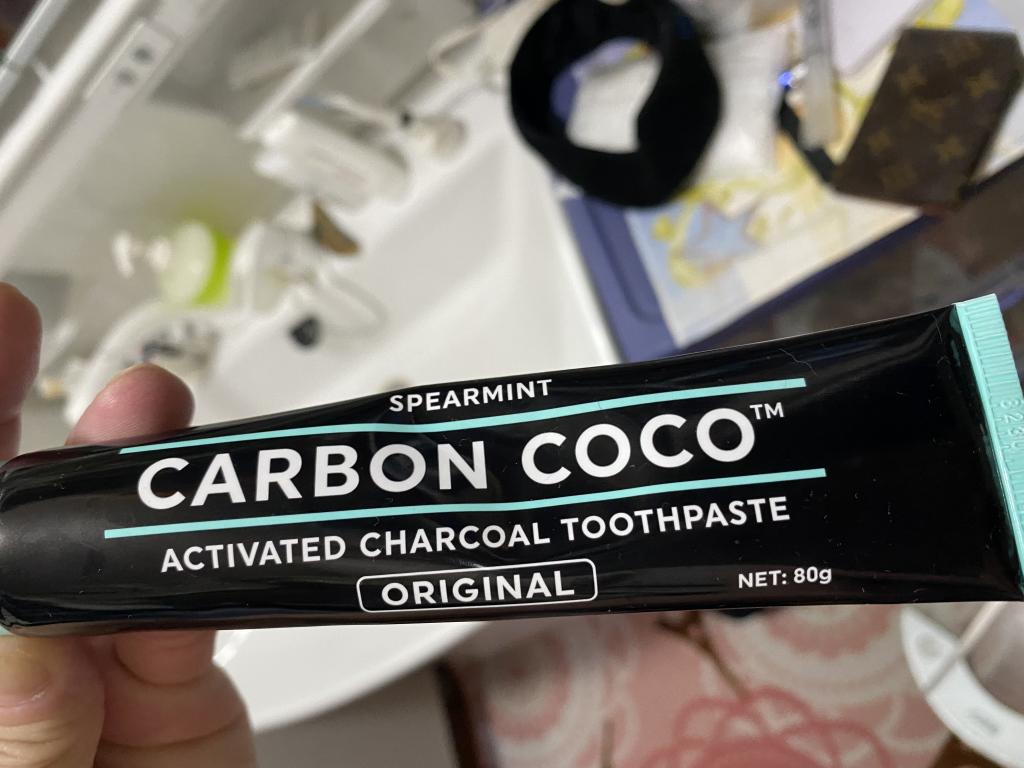 SPEARMINT
CARBON COCO™
ACTIVATED CHARCOAL TOOTHPASTE
ORIGINAL
NET: 80g